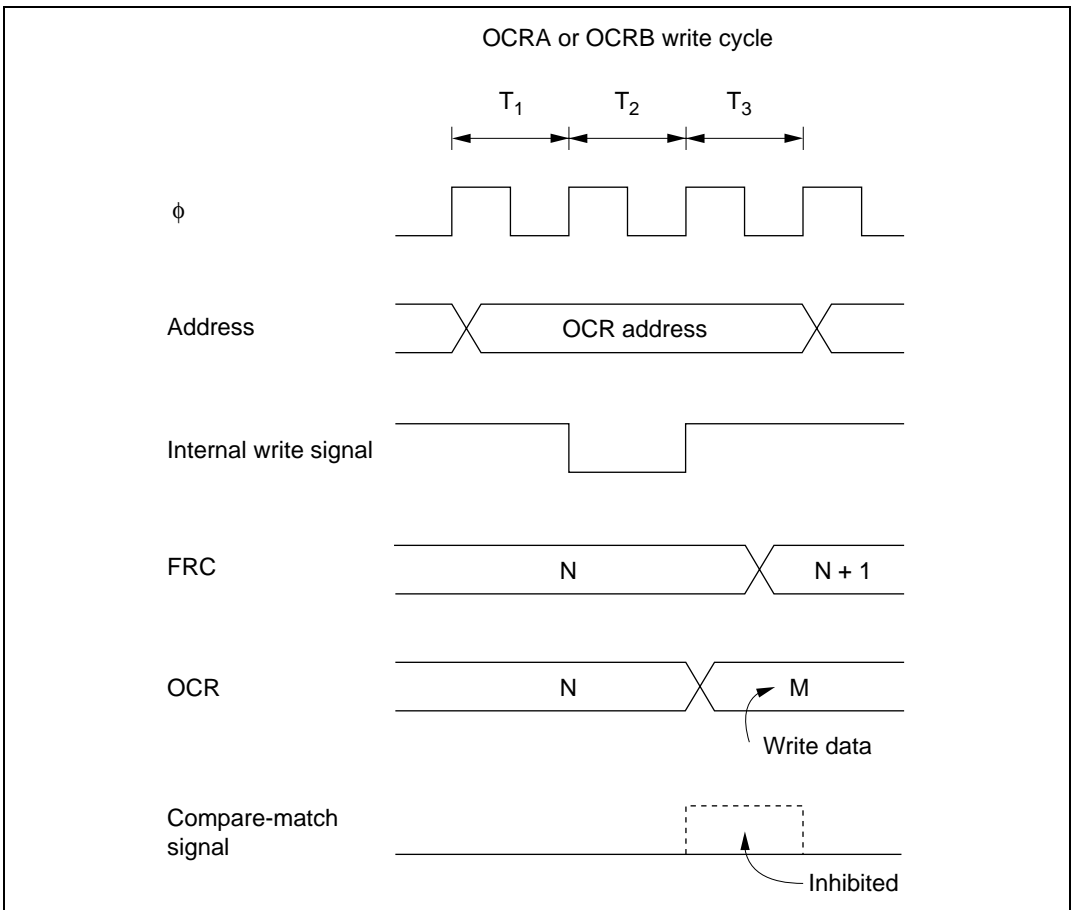 OCRA or OCRB write cycle
T₁ T₂ T₃
ϕ
Address OCR address
Internal write signal
FRC N N + 1
OCR N M
Write data
Compare-match
signal
Inhibited